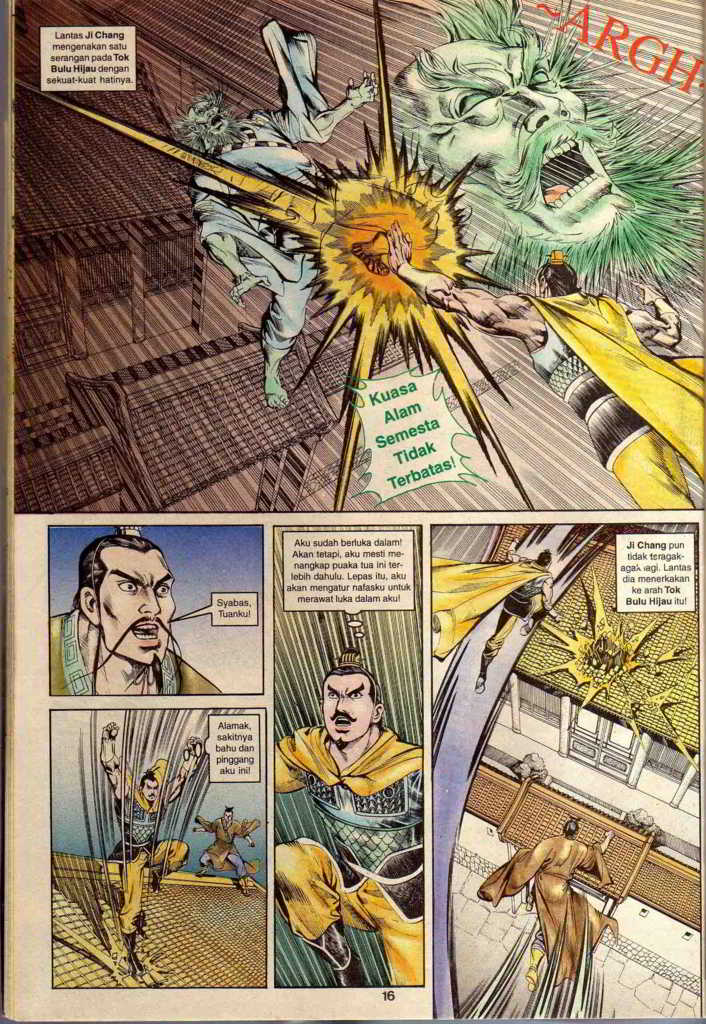 Lantas Ji Chang
mengenakan satu
serangan pada Tok
Bulu Hijau dengan
sekuat-kuat hatinya.
~ARGH~
Kuasa
Alam
Semesta
Tidak
Terbatas!
Syabas,
Tuanku!
Aku sudah berluka dalam!
Akan tetapi, aku mesti me-
nangkap puaka tua ini ter-
lebih dahulu. Lepas itu, aku
akan mengatur nafasku untuk
merawat luka dalam aku!
Ji Chang pun
tidak teragak-
agak lagi. Lantas
dia menerkakan
ke arah Tok
Bulu Hijau itu!
Alamak,
sakitnya
bahu dan
pinggang
aku ini!
16